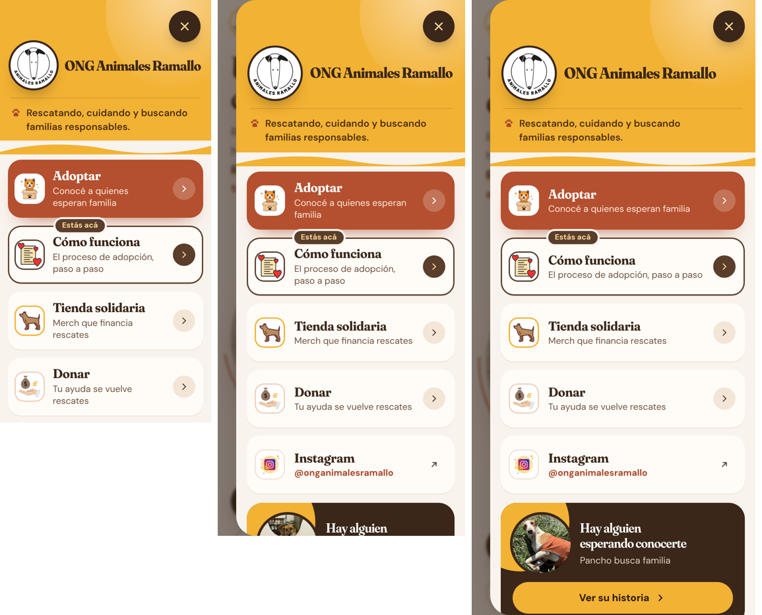 ANIMALES RAMALLO
ONG Animales Ramallo
Rescatando, cuidando y buscando
familias responsables.
Adoptar
Conocé a quienes
esperan familia
Estás acá
Cómo funciona
El proceso de adopción,
paso a paso
Tienda solidaria
Merch que financia
rescates
Donar
Tu ayuda se vuelve
rescates
ANIMALES RAMALLO
ONG Animales Ramallo
Rescatando, cuidando y buscando
familias responsables.
Adoptar
Conocé a quienes esperan
familia
Estás acá
Cómo funciona
El proceso de adopción,
paso a paso
Tienda solidaria
Merch que financia rescates
Donar
Tu ayuda se vuelve rescates
Instagram
@onganimalesramallo
Hay alguien
ANIMALES RAMALLO
ONG Animales Ramallo
Rescatando, cuidando y buscando
familias responsables.
Adoptar
Conocé a quienes esperan familia
Estás acá
Cómo funciona
El proceso de adopción, paso a paso
Tienda solidaria
Merch que financia rescates
Donar
Tu ayuda se vuelve rescates
Instagram
@onganimalesramallo
Hay alguien
esperando conocerte
Pancho busca familia
Ver su historia